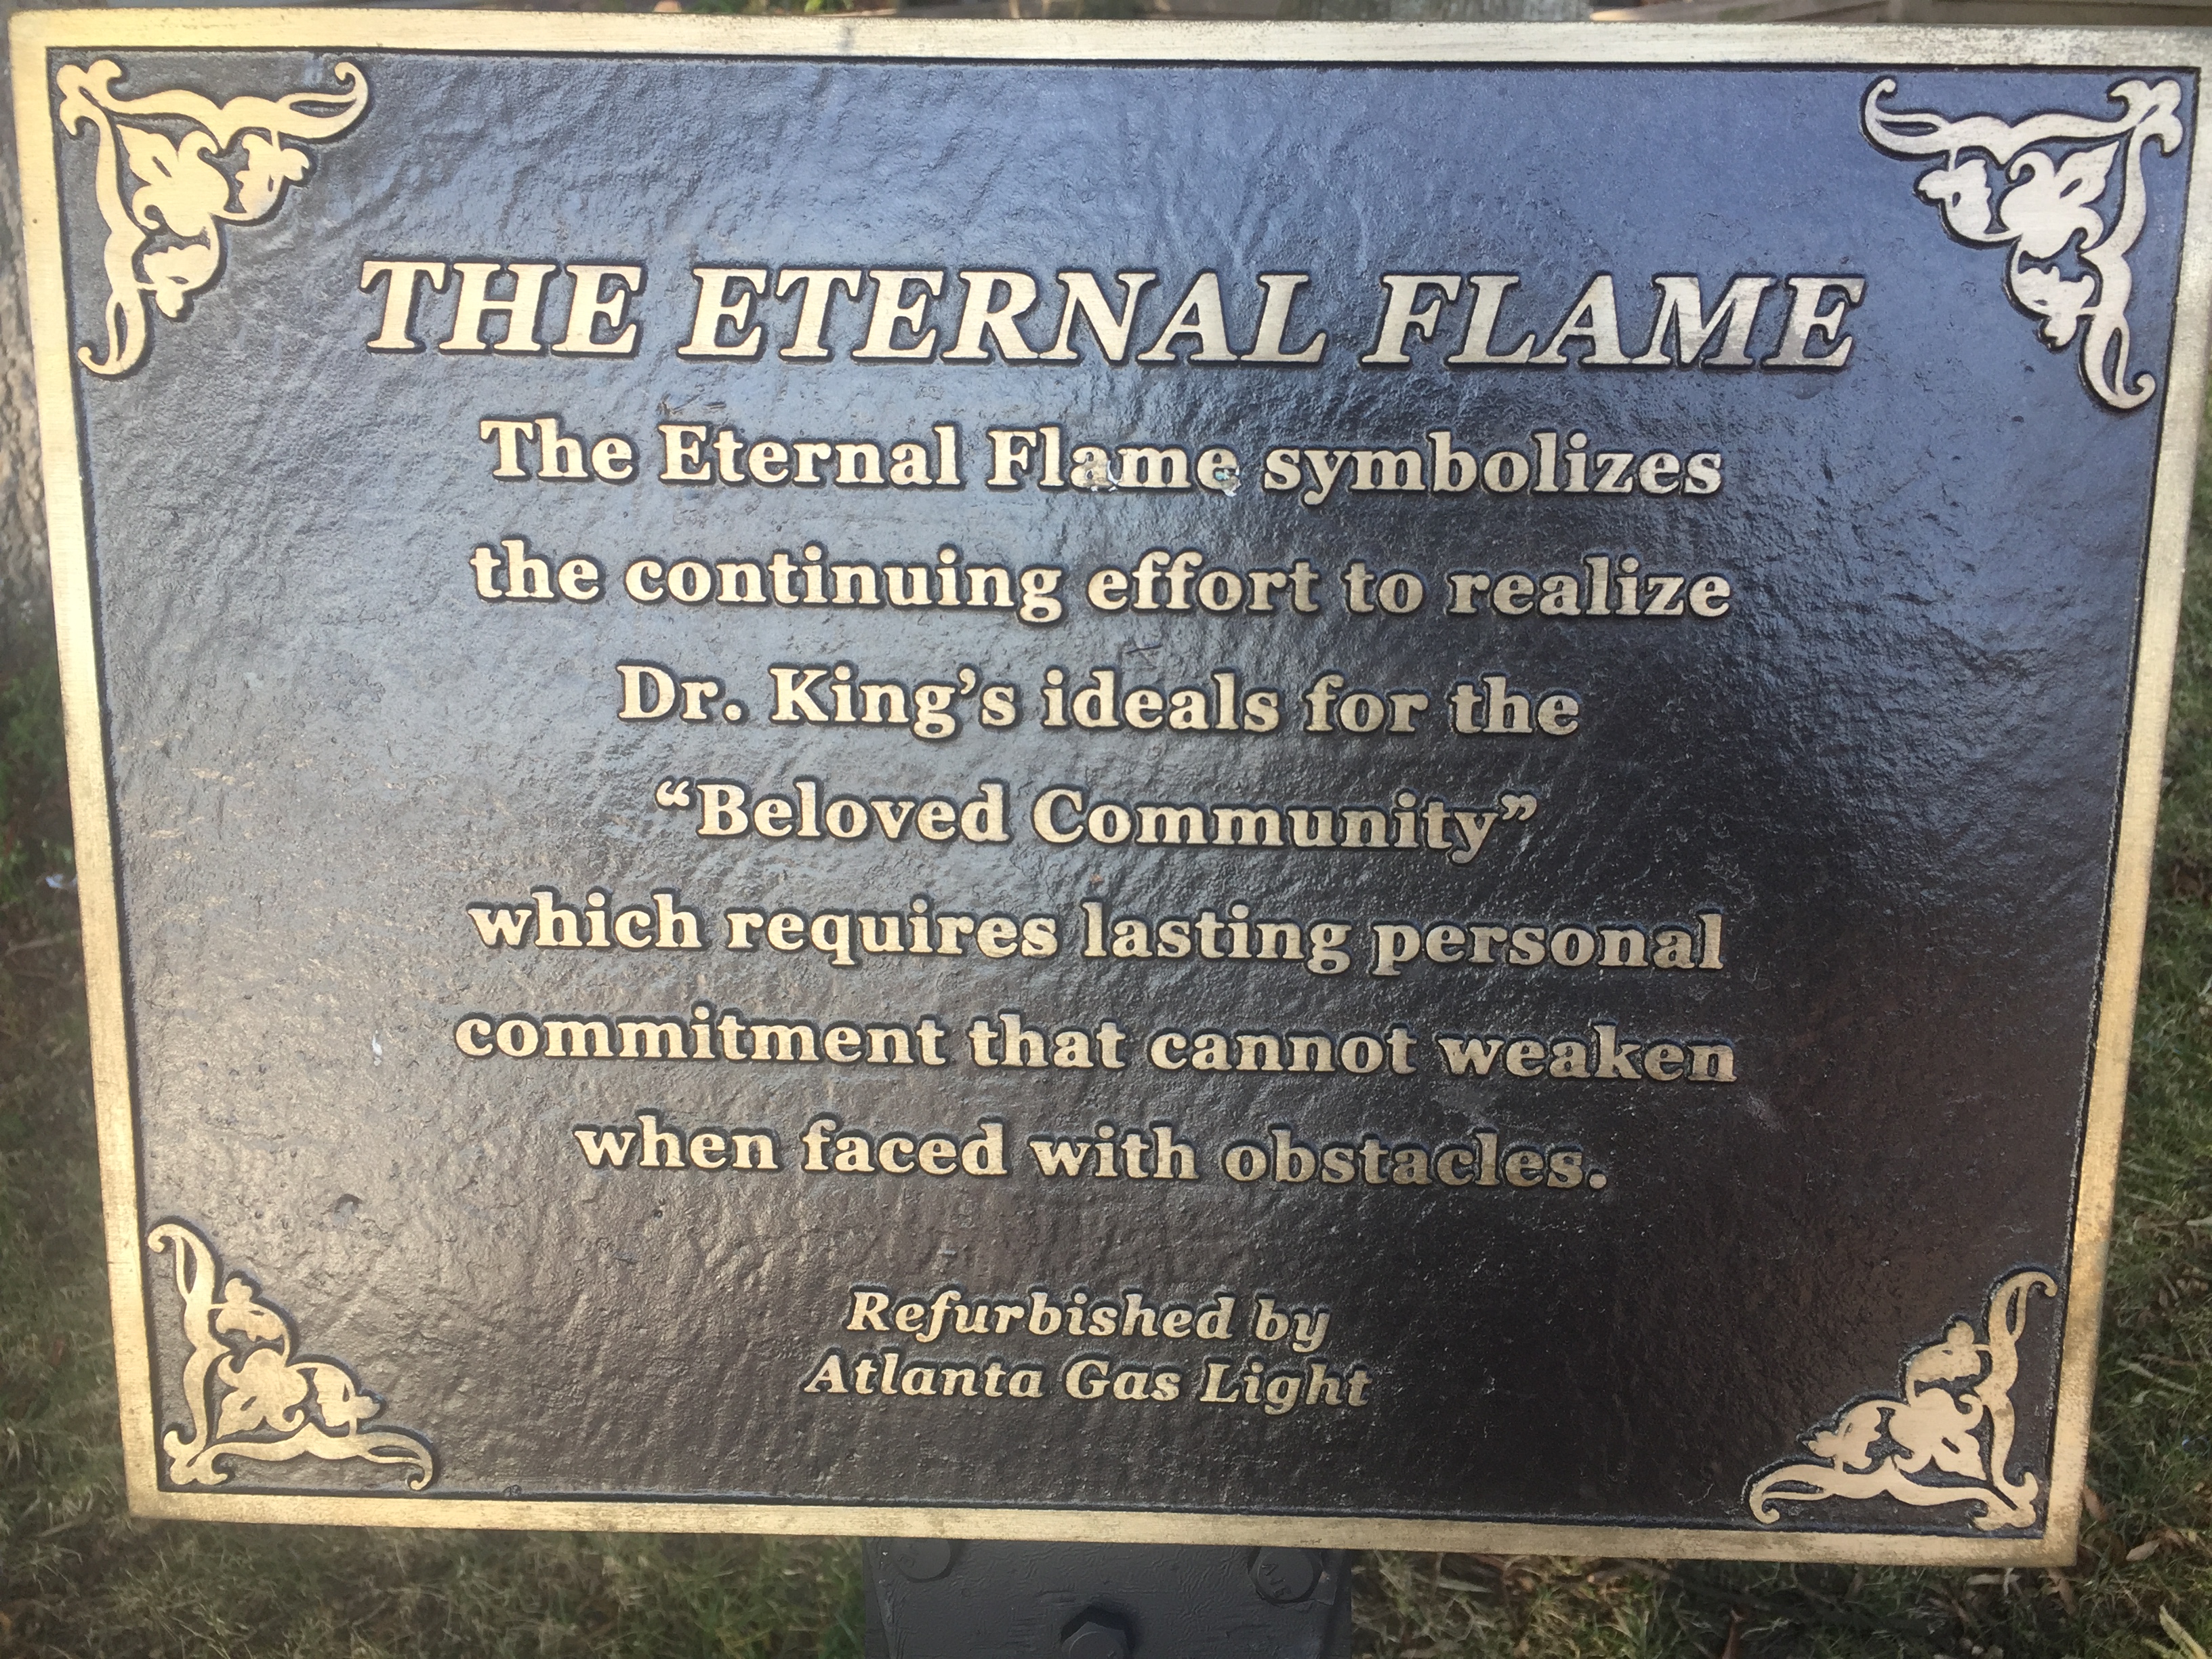 THE ETERNAL FLAME
The Eternal Flame symbolizes
the continuing effort to realize
Dr. King’s ideals for the
“Beloved Community”
which requires lasting personal
commitment that cannot weaken
when faced with obstacles.
Refurbished by
Atlanta Gas Light